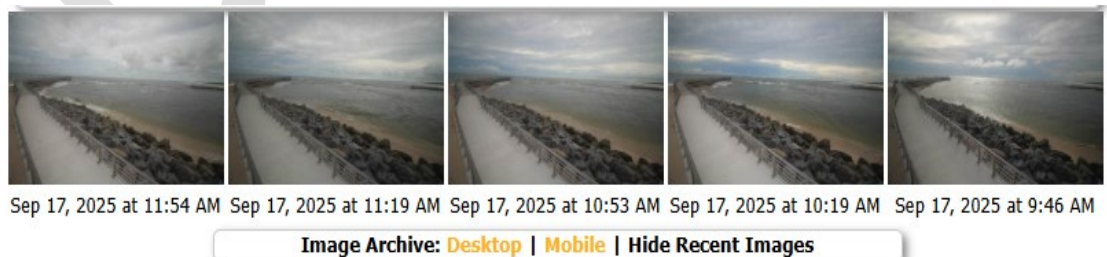 Sep 17, 2025 at 11:54 AM Sep 17, 2025 at 11:19 AM Sep 17, 2025 at 10:53 AM Sep 17, 2025 at 10:19 AM Sep 17, 2025 at 9:46 AM
Image Archive: Desktop | Mobile | Hide Recent Images